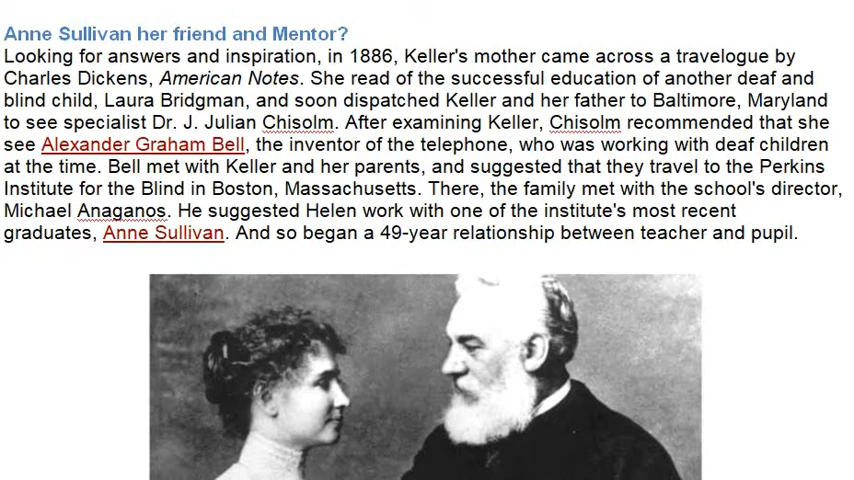 Anne Sullivan her friend and Mentor?
Looking for answers and inspiration, in 1886, Keller's mother came across a travelogue by
Charles Dickens, American Notes. She read of the successful education of another deaf and
blind child, Laura Bridgman, and soon dispatched Keller and her father to Baltimore, Maryland
to see specialist Dr. J. Julian Chisolm. After examining Keller, Chisolm recommended that she
see Alexander Graham Bell, the inventor of the telephone, who was working with deaf children
at the time. Bell met with Keller and her parents, and suggested that they travel to the Perkins
Institute for the Blind in Boston, Massachusetts. There, the family met with the school's director,
Michael Anaganos. He suggested Helen work with one of the institute's most recent
graduates, Anne Sullivan. And so began a 49-year relationship between teacher and pupil.